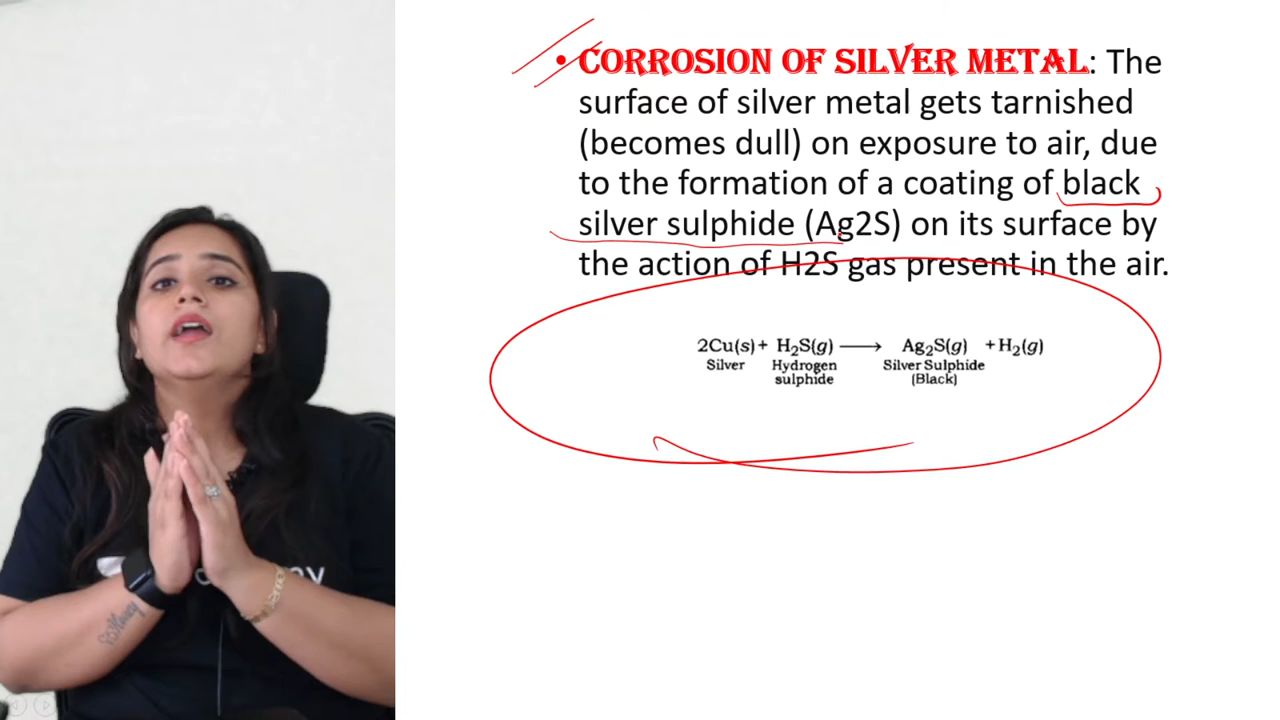 • CORROSION OF SILVER METAL: The
surface of silver metal gets tarnished
(becomes dull) on exposure to air, due
to the formation of a coating of black
silver sulphide (Ag2S) on its surface by
the action of H2S gas present in the air.
2Cu(s) + H₂S(g) ⟶ Ag₂S(g) + H₂(g)
Silver Hydrogen Silver Sulphide
sulphide (Black)